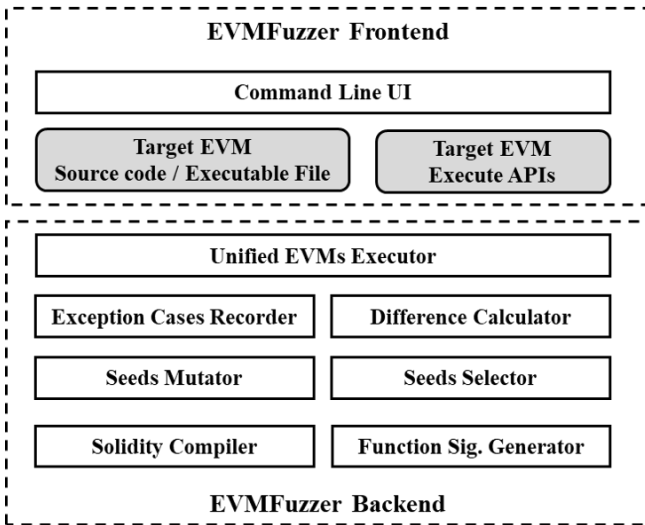 EVMFuzzer Frontend
Command Line UI
Target EVM
Source code / Executable File
Target EVM
Execute APIs
Unified EVMs Executor
Exception Cases Recorder
Difference Calculator
Seeds Mutator
Seeds Selector
Solidity Compiler
Function Sig. Generator
EVMFuzzer Backend